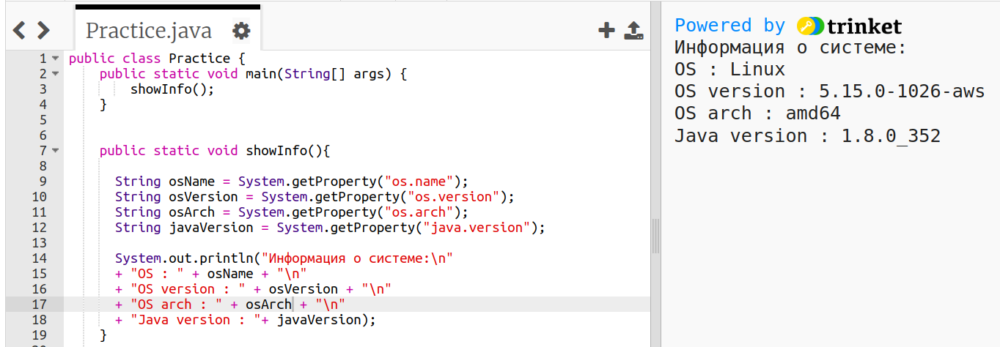 Practice.java
1 public class Practice {
2 public static void main(String[] args) {
3 showInfo();
4 }
5
6
7 public static void showInfo(){
8
9 String osName = System.getProperty("os.name");
10 String osVersion = System.getProperty("os.version");
11 String osArch = System.getProperty("os.arch");
12 String javaVersion = System.getProperty("java.version");
13
14 System.out.println("Информация о системе:\n"
15 + "OS : " + osName + "\n"
16 + "OS version : " + osVersion + "\n"
17 + "OS arch : " + osArch + "\n"
18 + "Java version : "+ javaVersion);
19 }
Powered by trinket
Информация о системе:
OS : Linux
OS version : 5.15.0-1026-aws
OS arch : amd64
Java version : 1.8.0_352